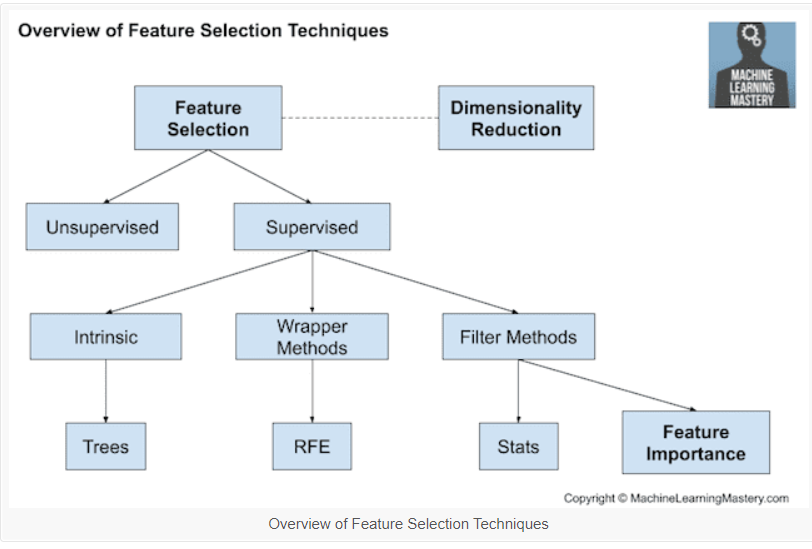 Overview of Feature Selection Techniques
MACHINE
LEARNING
MASTERY
Feature
Selection
Dimensionality
Reduction
Unsupervised
Supervised
Intrinsic
Wrapper
Methods
Filter Methods
Trees
RFE
Stats
Feature
Importance
Copyright © MachineLearningMastery.com
Overview of Feature Selection Techniques